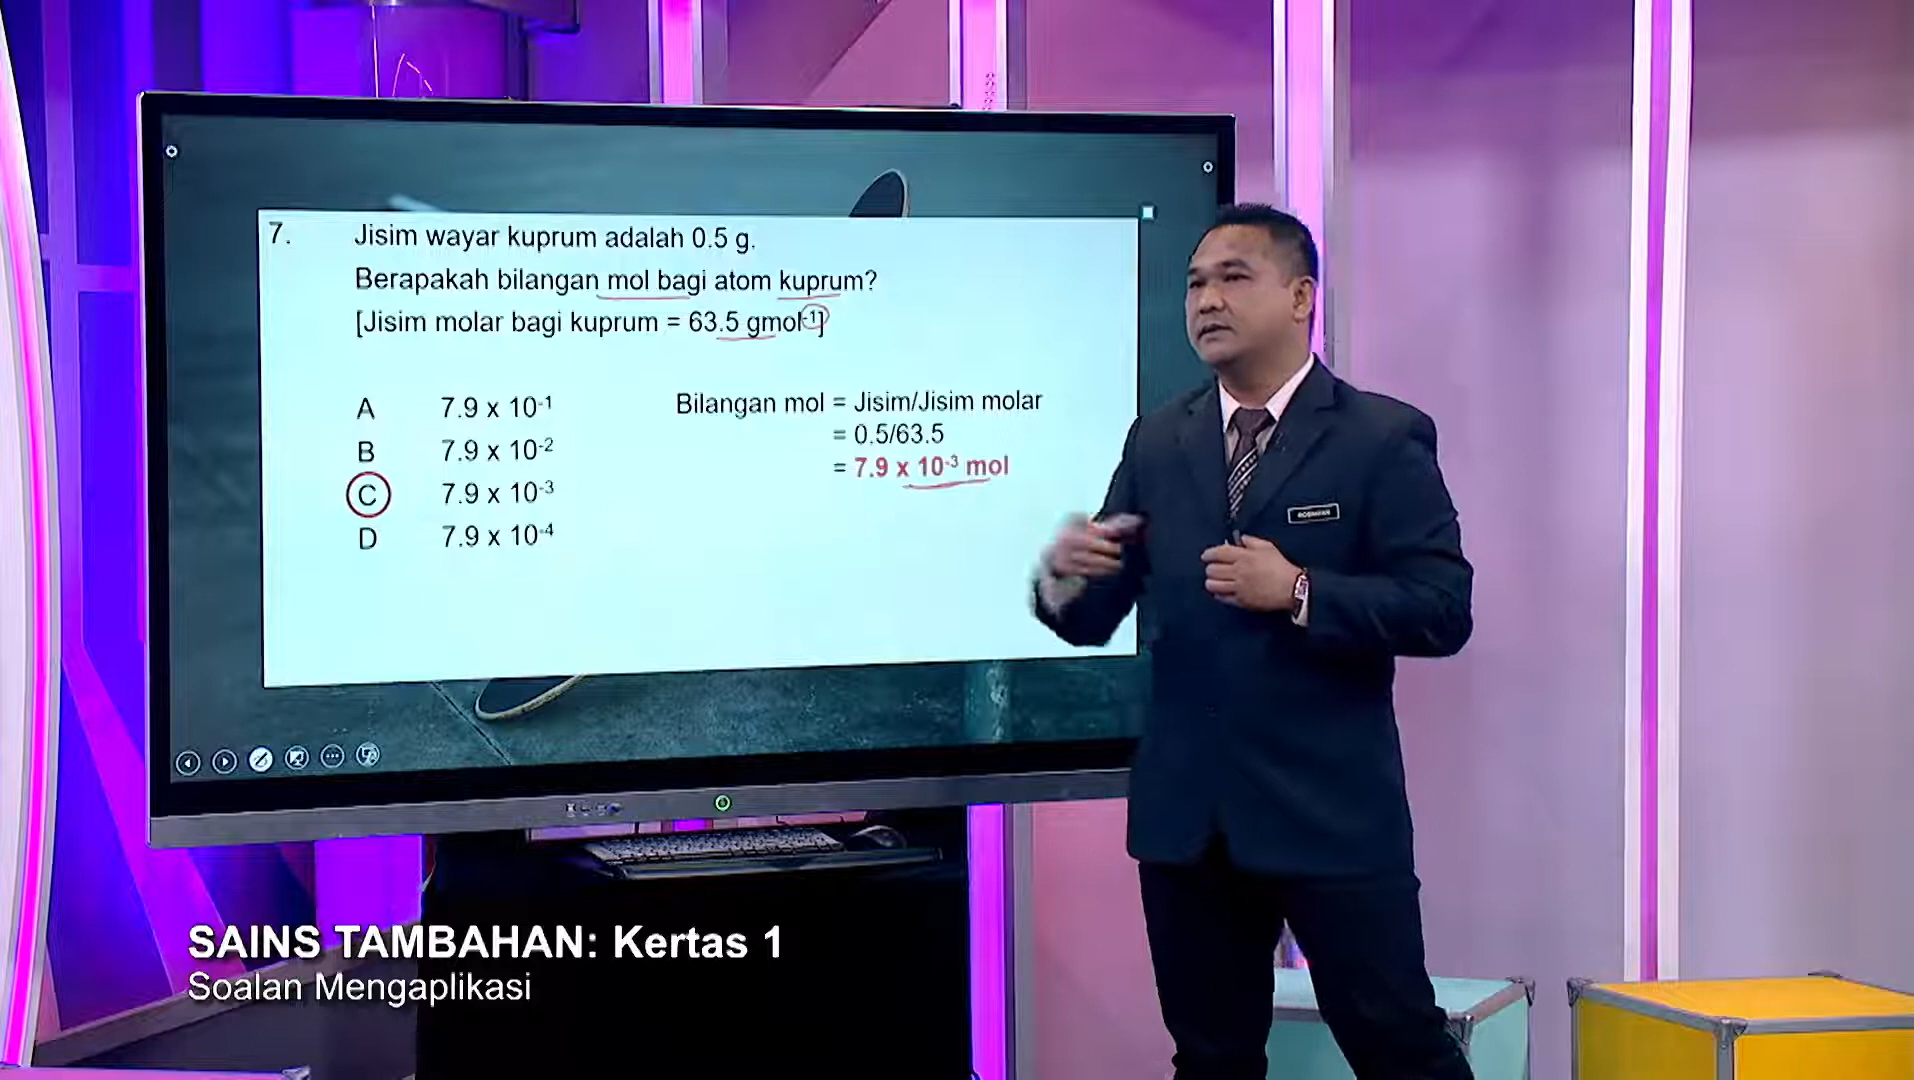 7. Jisim wayar kuprum adalah 0.5 g.
Berapakah bilangan mol bagi atom kuprum?
[Jisim molar bagi kuprum = 63.5 gmol⁻¹]
A 7.9 x 10⁻¹
B 7.9 x 10⁻²
C 7.9 x 10⁻³
D 7.9 x 10⁻⁴
Bilangan mol = Jisim/Jisim molar
= 0.5/63.5
= 7.9 x 10⁻³ mol
SAINS TAMBAHAN: Kertas 1
Soalan Mengaplikasi